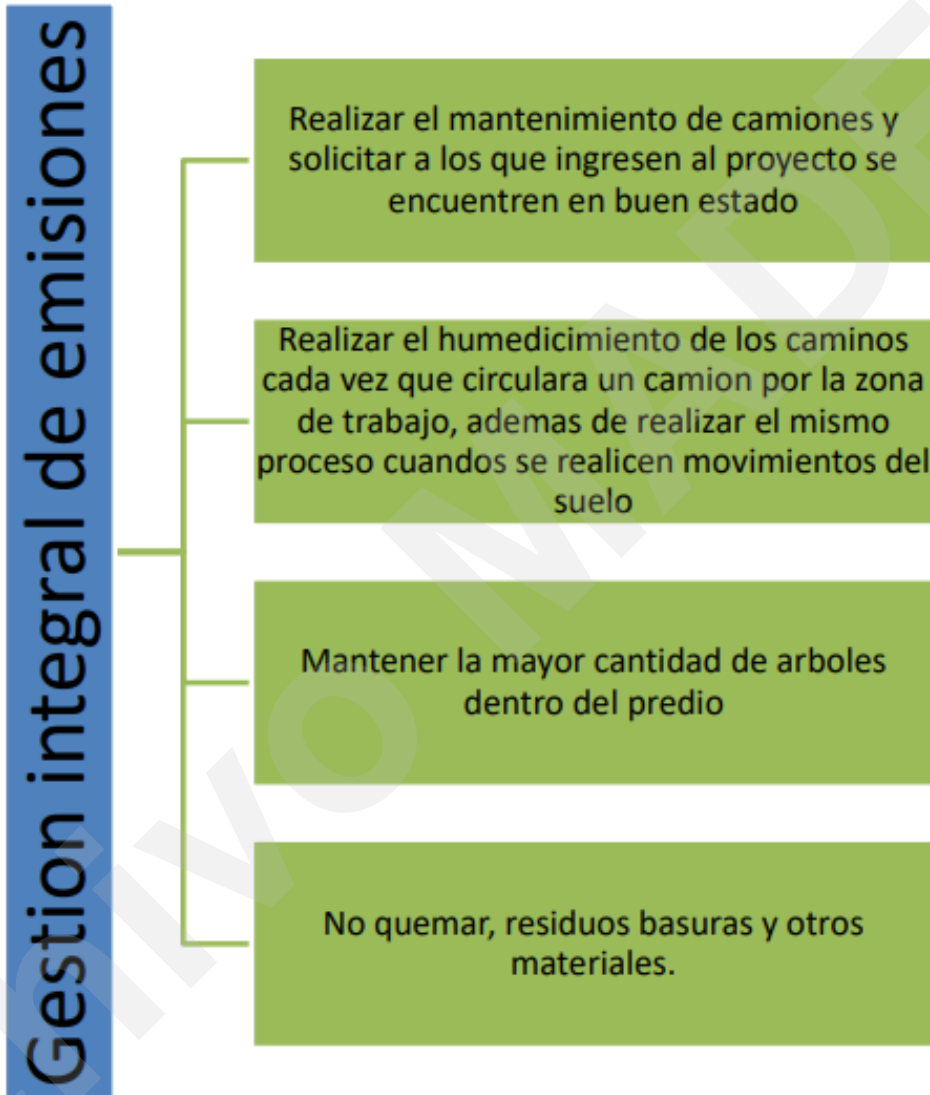 Gestion integral de emisiones
Realizar el mantenimiento de camiones y
solicitar a los que ingresen al proyecto se
encuentren en buen estado
Realizar el humedicimiento de los caminos
cada vez que circulara un camion por la zona
de trabajo, ademas de realizar el mismo
proceso cuandos se realicen movimientos del
suelo
Mantener la mayor cantidad de arboles
dentro del predio
No quemar, residuos basuras y otros
materiales.